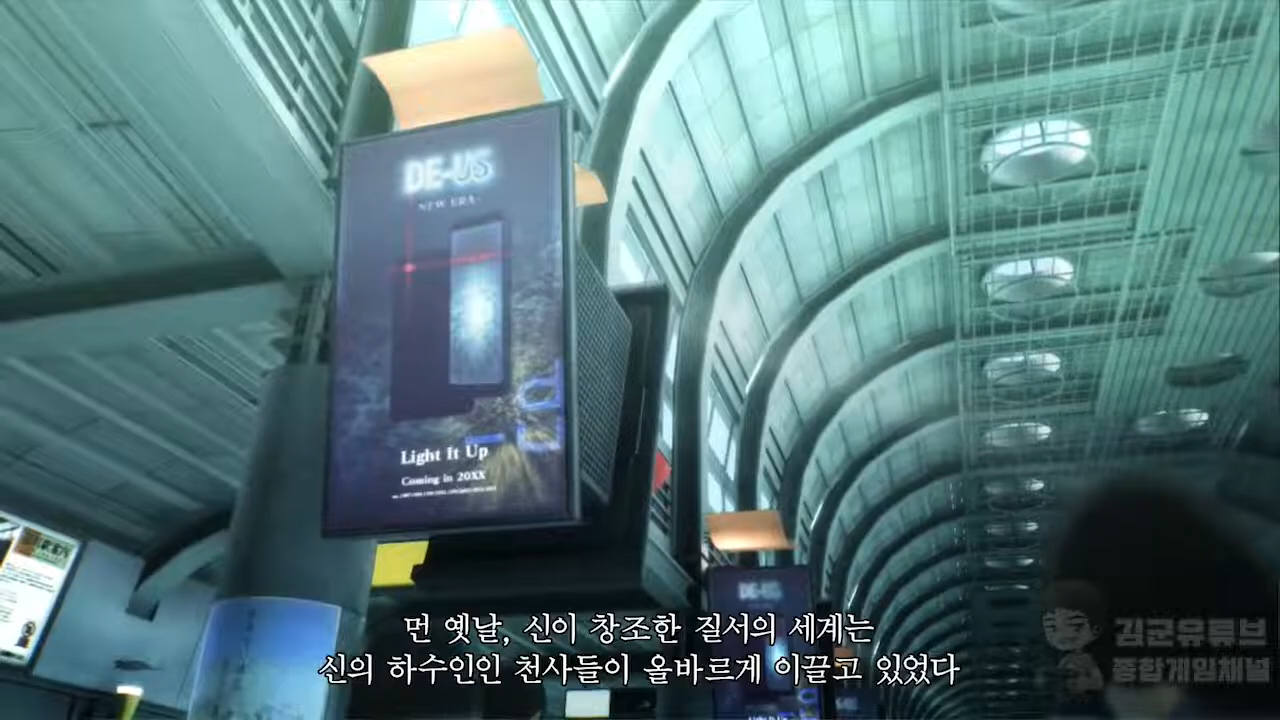 DE-US
NEW ERA
Light It Up
Coming in 20XX
DE-US
먼 옛날, 신이 창조한 질서의 세계는
신의 하수인인 천사들이 올바르게 이끌고 있었다
김군유튜브
종합게임채널